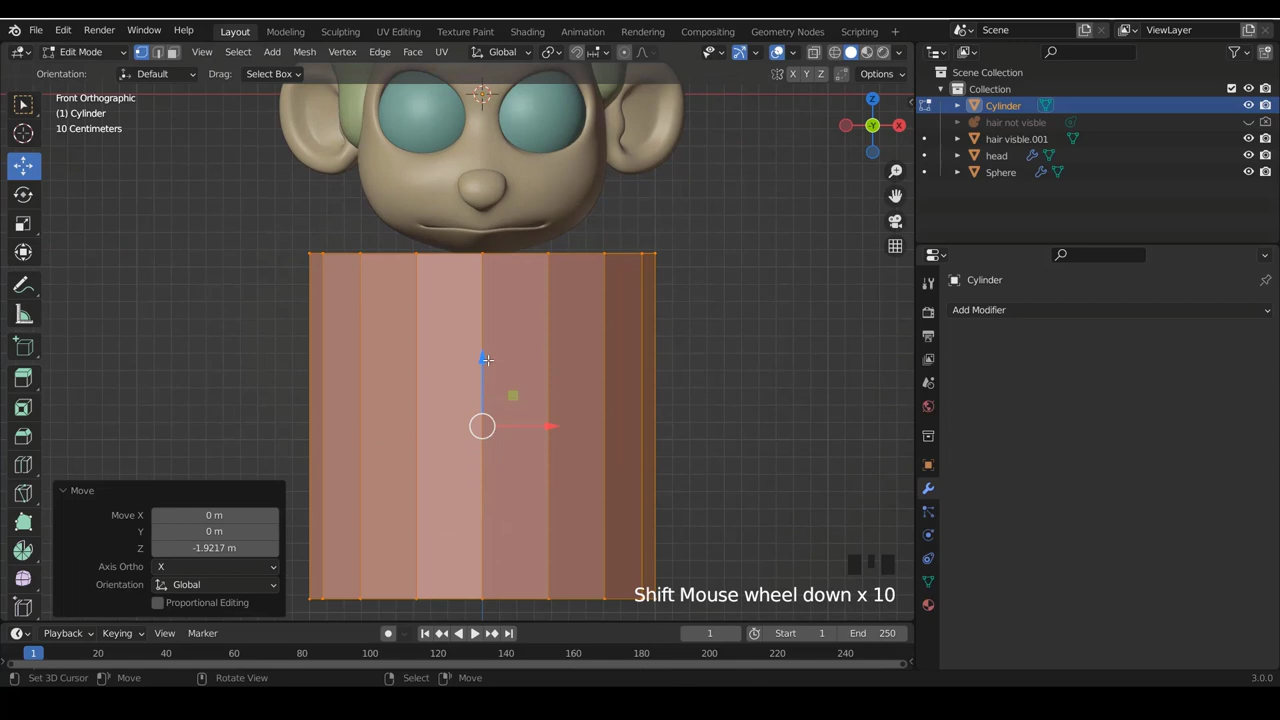 File Edit Render Window Help Layout Modeling Sculpting UV Editing Texture Paint Shading Animation Rendering Compositing Geometry Nodes Scripting Scene ViewLayer
Edit Mode View Select Add Mesh Vertex Edge Face UV Global
Orientation: Default Drag: Select Box X Y Z Options
Front Orthographic
(1) Cylinder
10 Centimeters
Z
-Y X
Scene Collection
Collection
Cylinder
hair not visble
hair visble.001
head
Sphere
Cylinder
Add Modifier
Move
Move X 0 m
Y 0 m
Z -1.9217 m
Axis Ortho X
Orientation Global
Proportional Editing
Shift Mouse wheel down x 10
Playback Keying View Marker 1 Start 1 End 250
1 20 40 60 80 100 120 140 160 180 200 220 240
Set 3D Cursor Move Rotate View Select Move 3.0.0